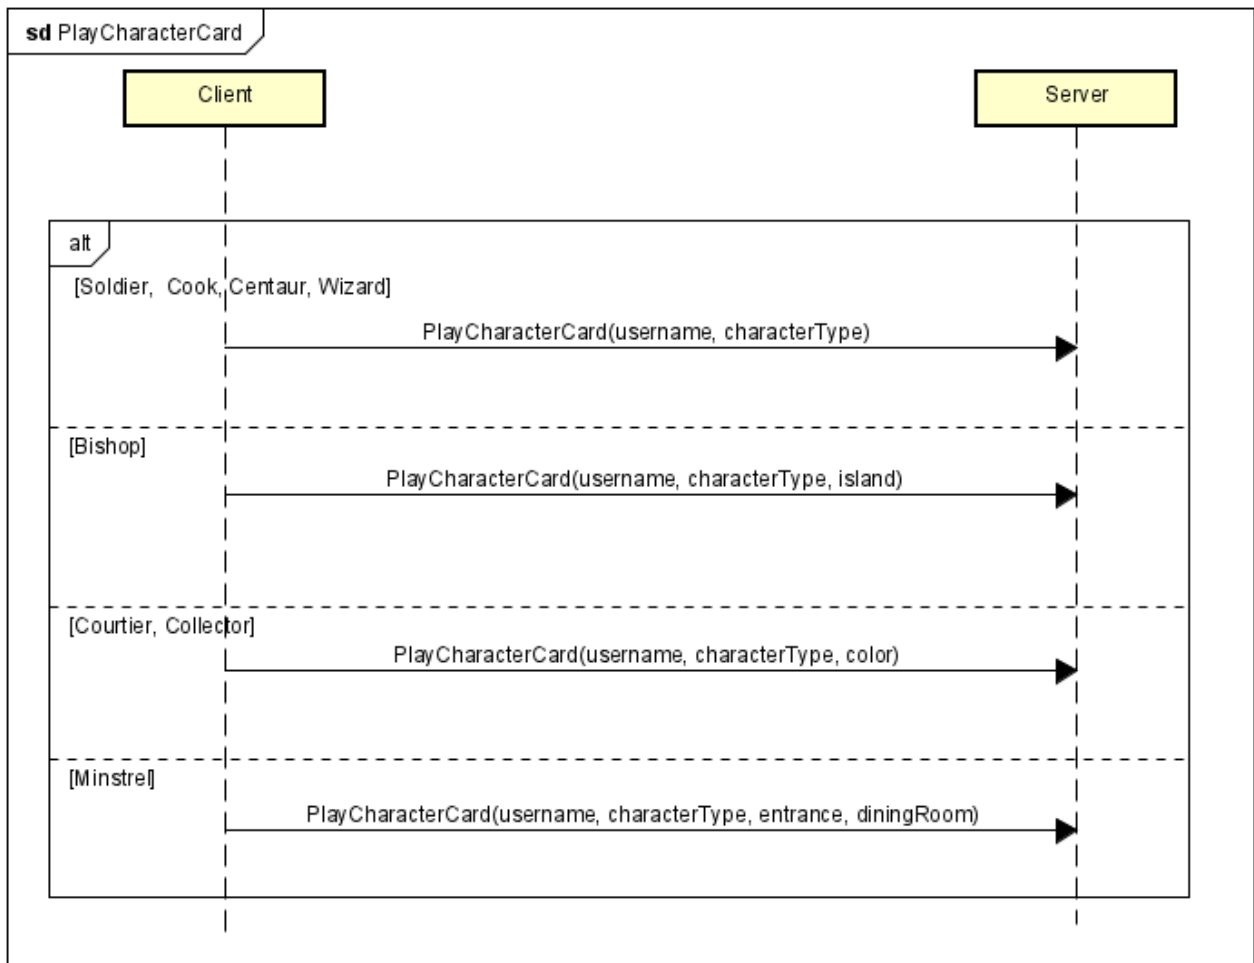 sd PlayCharacterCard
Client
Server
alt
[Soldier,  Cook, Centaur, Wizard]
PlayCharacterCard(username, characterType)
[Bishop]
PlayCharacterCard(username, characterType, island)
[Courtier, Collector]
PlayCharacterCard(username, characterType, color)
[Minstrel]
PlayCharacterCard(username, characterType, entrance, diningRoom)